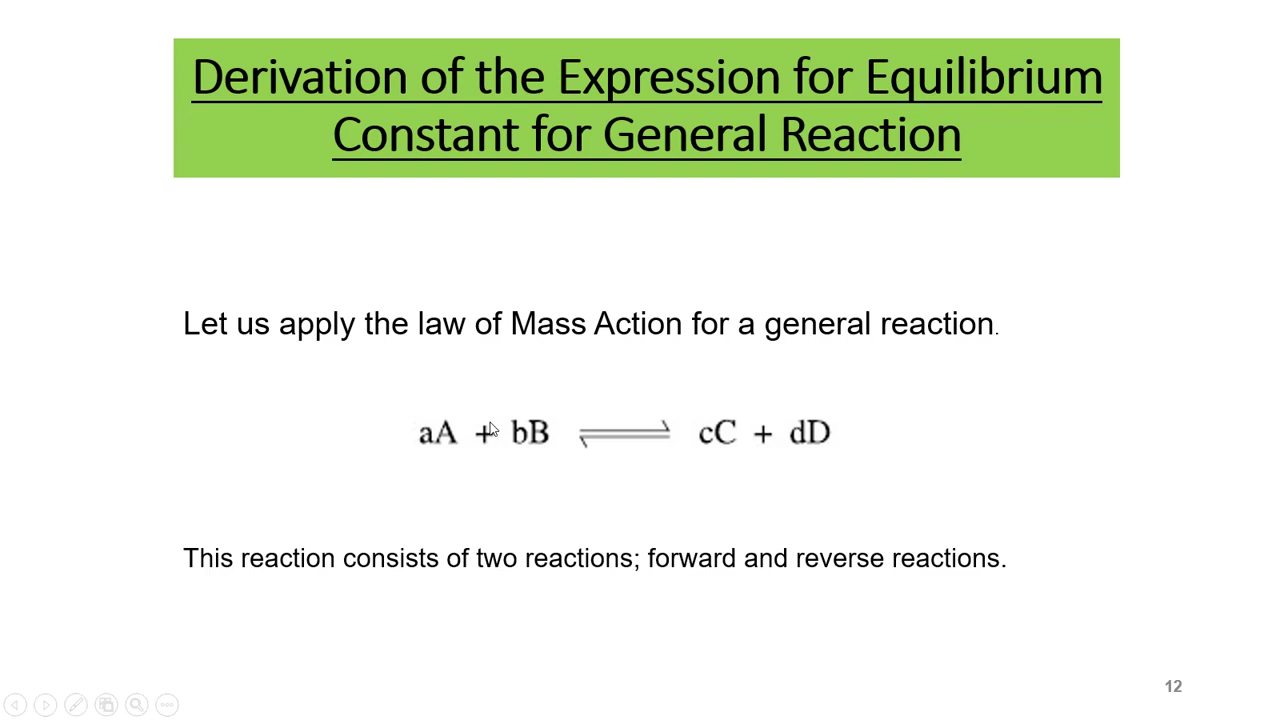 Derivation of the Expression for Equilibrium
Constant for General Reaction
Let us apply the law of Mass Action for a general reaction.
aA + bB ⇌ cC + dD
This reaction consists of two reactions; forward and reverse reactions.
12